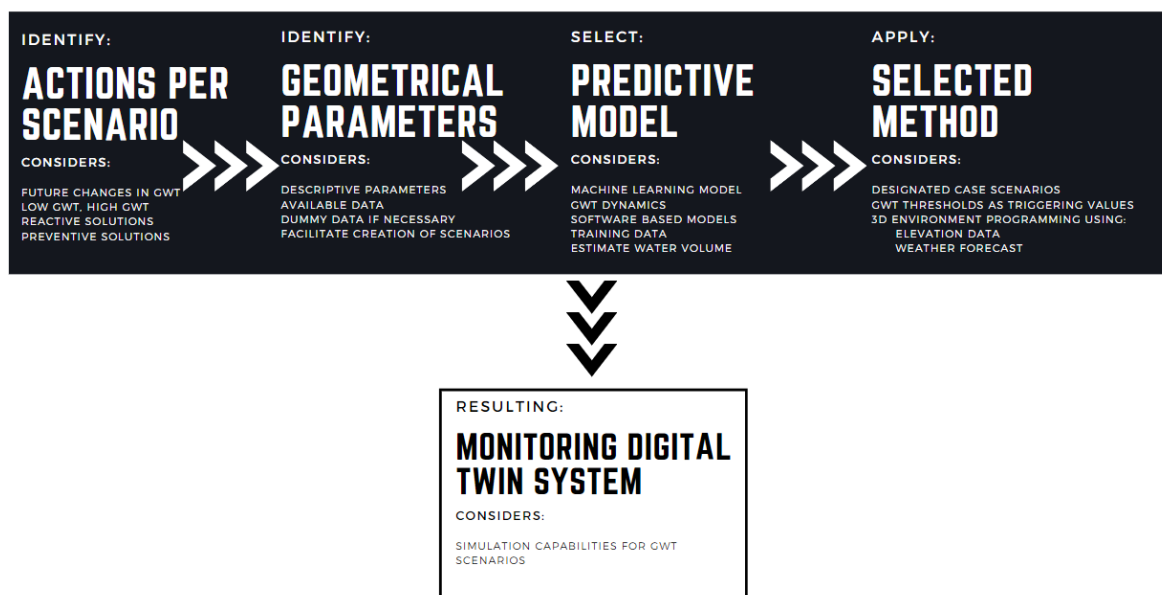 IDENTIFY:
ACTIONS PER
SCENARIO
CONSIDERS:
FUTURE CHANGES IN GWT
LOW GWT, HIGH GWT
REACTIVE SOLUTIONS
PREVENTIVE SOLUTIONS
IDENTIFY:
GEOMETRICAL
PARAMETERS
CONSIDERS:
DESCRIPTIVE PARAMETERS
AVAILABLE DATA
DUMMY DATA IF NECESSARY
FACILITATE CREATION OF SCENARIOS
SELECT:
PREDICTIVE
MODEL
CONSIDERS:
MACHINE LEARNING MODEL
GWT DYNAMICS
SOFTWARE BASED MODELS
TRAINING DATA
ESTIMATE WATER VOLUME
APPLY:
SELECTED
METHOD
CONSIDERS:
DESIGNATED CASE SCENARIOS
GWT THRESHOLDS AS TRIGGERING VALUES
3D ENVIRONMENT PROGRAMMING USING:
ELEVATION DATA
WEATHER FORECAST
RESULTING:
MONITORING DIGITAL
TWIN SYSTEM
CONSIDERS:
SIMULATION CAPABILITIES FOR GWT
SCENARIOS